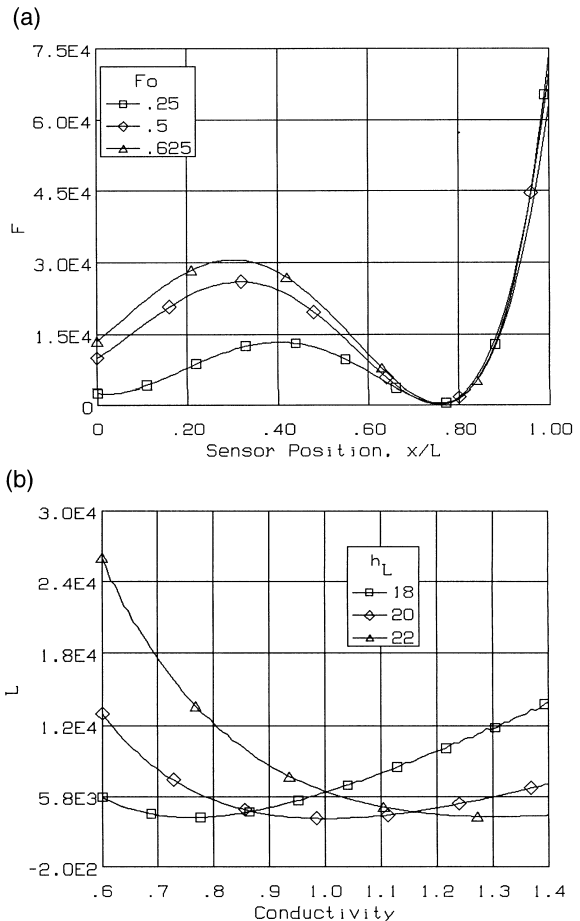 (a)
7.5E4
6.0E4
4.5E4
3.0E4
1.5E4
0
F
Fo
.25
.5
.625
0 .20 .40 .60 .80 1.00
Sensor Position, x/L
(b)
3.0E4
2.4E4
1.8E4
1.2E4
5.8E3
-2.0E2
L
hL
18
20
22
.6 .7 .8 .9 1.0 1.1 1.2 1.3 1.4
Conductivity